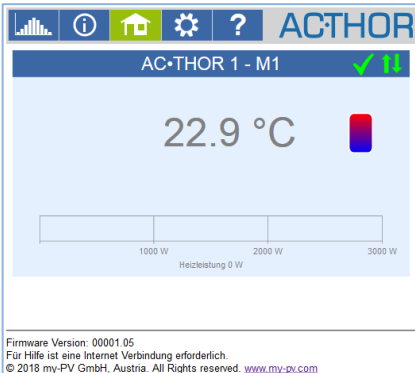 i ? AC•THOR
AC•THOR 1 - M1
22.9 °C
1000 W 2000 W 3000 W
Heizleistung 0 W
Firmware Version: 00001.05
Für Hilfe ist eine Internet Verbindung erforderlich.
© 2018 my-PV GmbH, Austria. All Rights reserved. www.my-pv.com